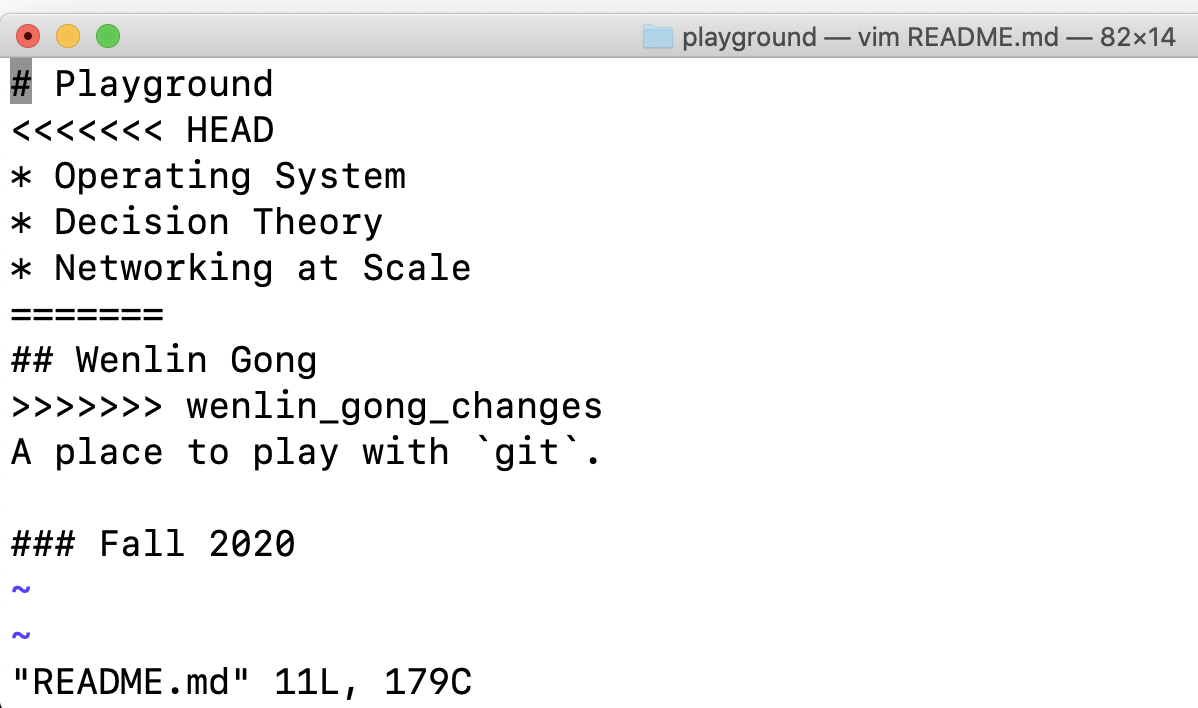 playground — vim README.md — 82×14
# Playground
<<<<<<< HEAD
* Operating System
* Decision Theory
* Networking at Scale
=======
## Wenlin Gong
>>>>>>> wenlin_gong_changes
A place to play with `git`.

### Fall 2020
~
~
"README.md" 11L, 179C